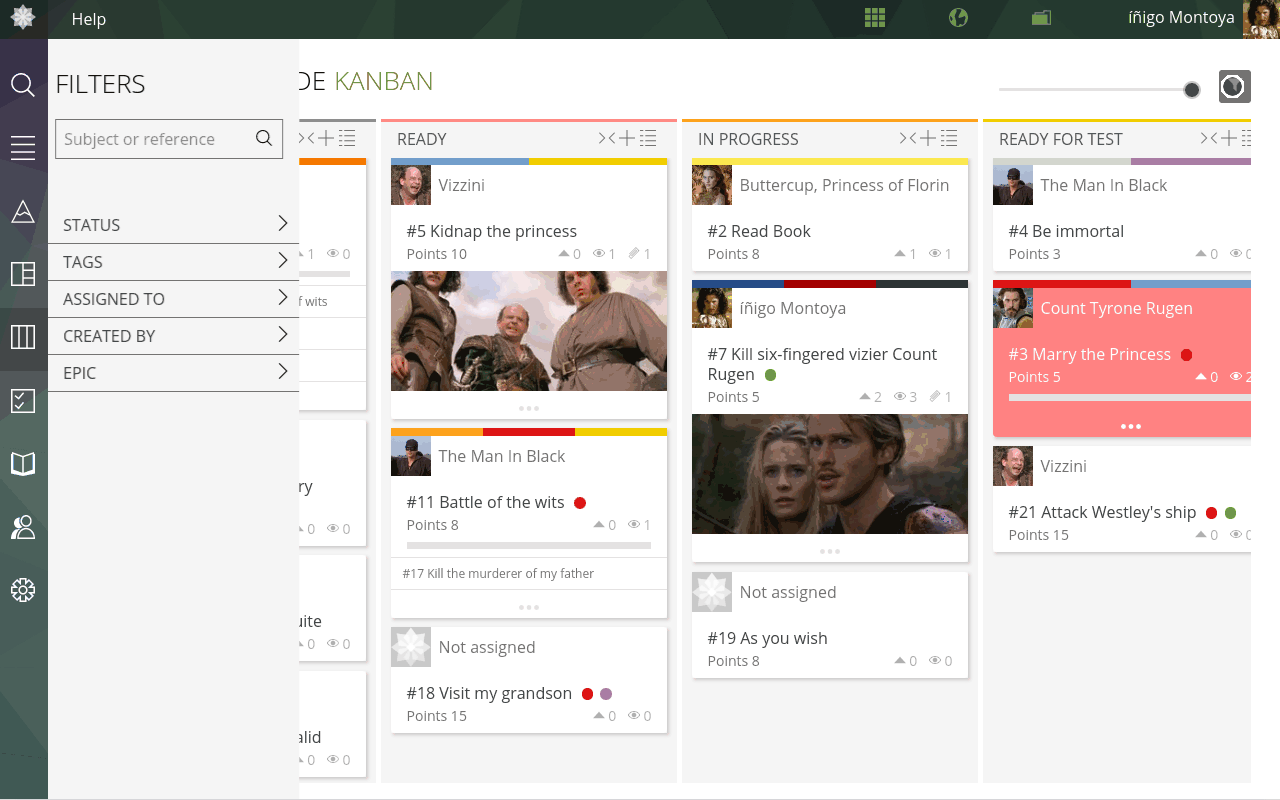 Help
íñigo Montoya
FILTERS
Subject or reference
STATUS
TAGS
ASSIGNED TO
CREATED BY
EPIC
DE KANBAN
1 0
f wits
ry
0 0
uite
0 0
alid
0 0
READY
Vizzini
#5 Kidnap the princess
Points 10 0 1 1
The Man In Black
#11 Battle of the wits
Points 8 0 1
#17 Kill the murderer of my father
Not assigned
#18 Visit my grandson
Points 15 0 0
IN PROGRESS
Buttercup, Princess of Florin
#2 Read Book
Points 8 1 1
íñigo Montoya
#7 Kill six-fingered vizier Count
Rugen
Points 5 2 3 1
Not assigned
#19 As you wish
Points 8 0 0
READY FOR TEST
The Man In Black
#4 Be immortal
Points 3 0 0
Count Tyrone Rugen
#3 Marry the Princess
Points 5 0 2
Vizzini
#21 Attack Westley's ship
Points 15 0 0